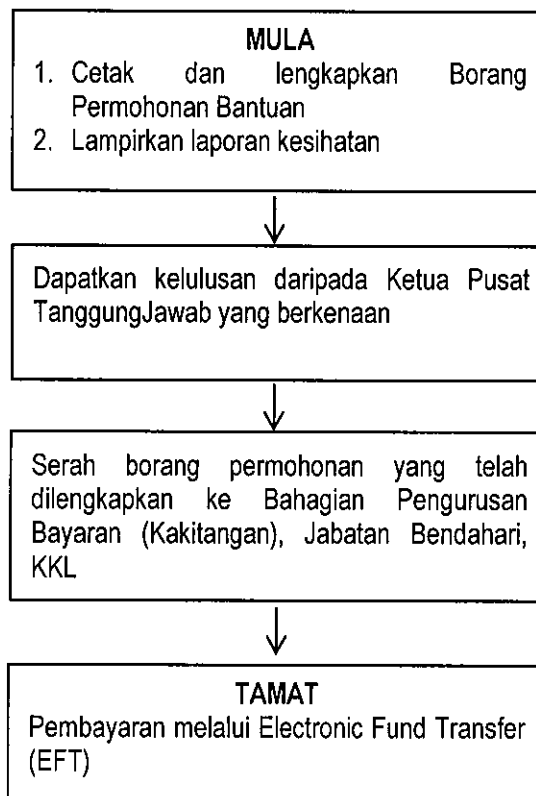 MULA
1. Cetak dan lengkapkan Borang
Permohonan Bantuan
2. Lampirkan laporan kesihatan
Dapatkan kelulusan daripada Ketua Pusat
TanggungJawab yang berkenaan
Serah borang permohonan yang telah
dilengkapkan ke Bahagian Pengurusan
Bayaran (Kakitangan), Jabatan Bendahari,
KKL
TAMAT
Pembayaran melalui Electronic Fund Transfer
(EFT)